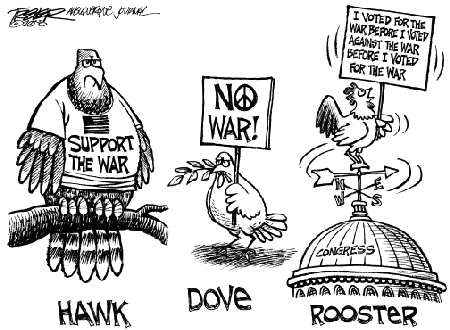 ALBUQUERQUE JOURNAL
SUPPORT
THE WAR
NO
WAR!
I VOTED FOR THE
WAR BEFORE I VOTED
AGAINST THE WAR
BEFORE I VOTED
FOR THE WAR
N E
W S
CONGRESS
HAWK
DOVE
ROOSTER